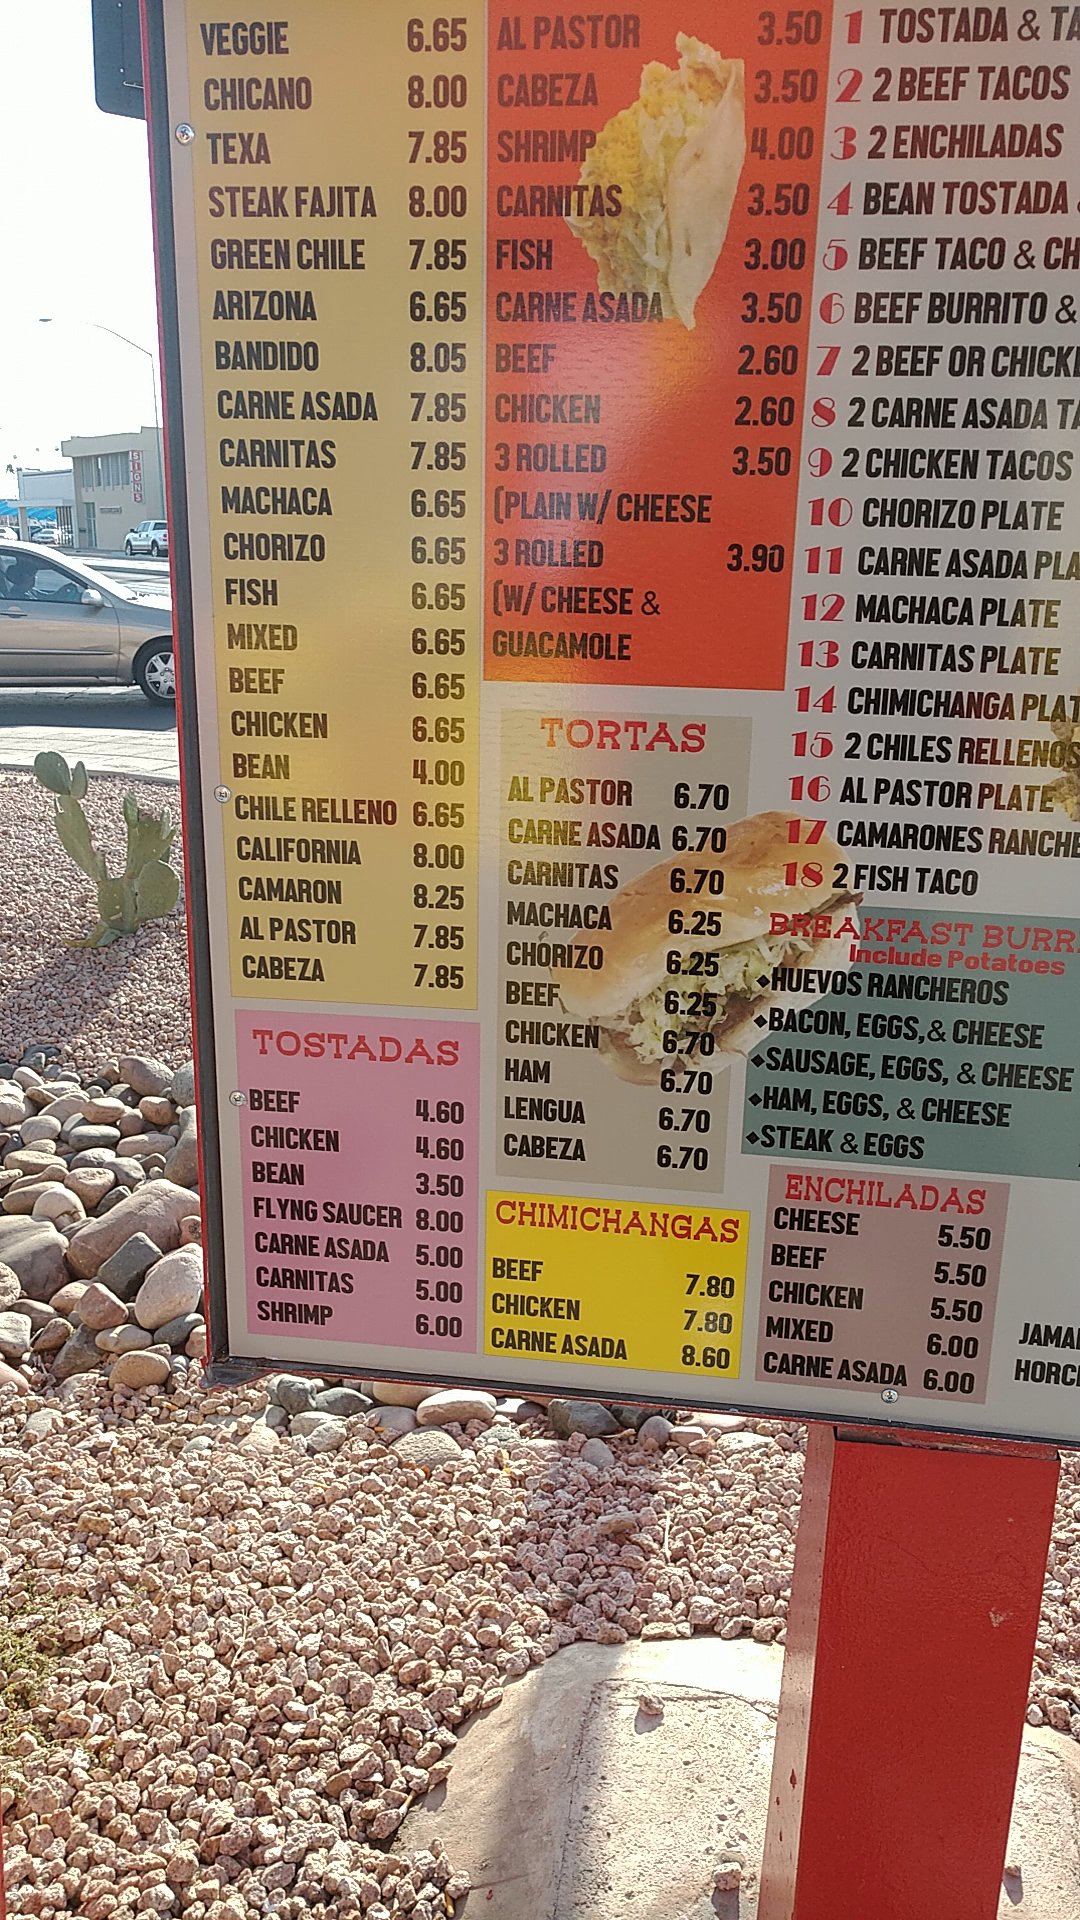 VEGGIE 6.65
CHICANO 8.00
TEXA 7.85
STEAK FAJITA 8.00
GREEN CHILE 7.85
ARIZONA 6.65
BANDIDO 8.05
CARNE ASADA 7.85
CARNITAS 7.85
MACHACA 6.65
CHORIZO 6.65
FISH 6.65
MIXED 6.65
BEEF 6.65
CHICKEN 6.65
BEAN 4.00
CHILE RELLENO 6.65
CALIFORNIA 8.00
CAMARON 8.25
AL PASTOR 7.85
CABEZA 7.85
TOSTADAS
BEEF 4.60
CHICKEN 4.60
BEAN 3.50
FLYNG SAUCER 8.00
CARNE ASADA 5.00
CARNITAS 5.00
SHRIMP 6.00
AL PASTOR 3.50
CABEZA 3.50
SHRIMP 4.00
CARNITAS 3.50
FISH 3.00
CARNE ASADA 3.50
BEEF 2.60
CHICKEN 2.60
3 ROLLED 3.50
(PLAIN W/ CHEESE
3 ROLLED 3.90
(W/ CHEESE &
GUACAMOLE
TORTAS
AL PASTOR 6.70
CARNE ASADA 6.70
CARNITAS 6.70
MACHACA 6.25
CHORIZO 6.25
BEEF 6.25
CHICKEN 6.70
HAM 6.70
LENGUA 6.70
CABEZA 6.70
CHIMICHANGAS
BEEF 7.80
CHICKEN 7.80
CARNE ASADA 8.60
1 TOSTADA & TA
2 2 BEEF TACOS
3 2 ENCHILADAS
4 BEAN TOSTADA
5 BEEF TACO & CH
6 BEEF BURRITO &
7 2 BEEF OR CHICK
8 2 CARNE ASADA TA
9 2 CHICKEN TACOS
10 CHORIZO PLATE
11 CARNE ASADA PLA
12 MACHACA PLATE
13 CARNITAS PLATE
14 CHIMICHANGA PLAT
15 2 CHILES RELLENOS
16 AL PASTOR PLATE
17 CAMARONES RANCHE
18 2 FISH TACO
BREAKFAST BURR
Include Potatoes
◆HUEVOS RANCHEROS
◆BACON, EGGS,& CHEESE
◆SAUSAGE, EGGS, & CHEESE
◆HAM, EGGS, & CHEESE
◆STEAK & EGGS
ENCHILADAS
CHEESE 5.50
BEEF 5.50
CHICKEN 5.50
MIXED 6.00
CARNE ASADA 6.00
JAMAI
HORC
SIGNS